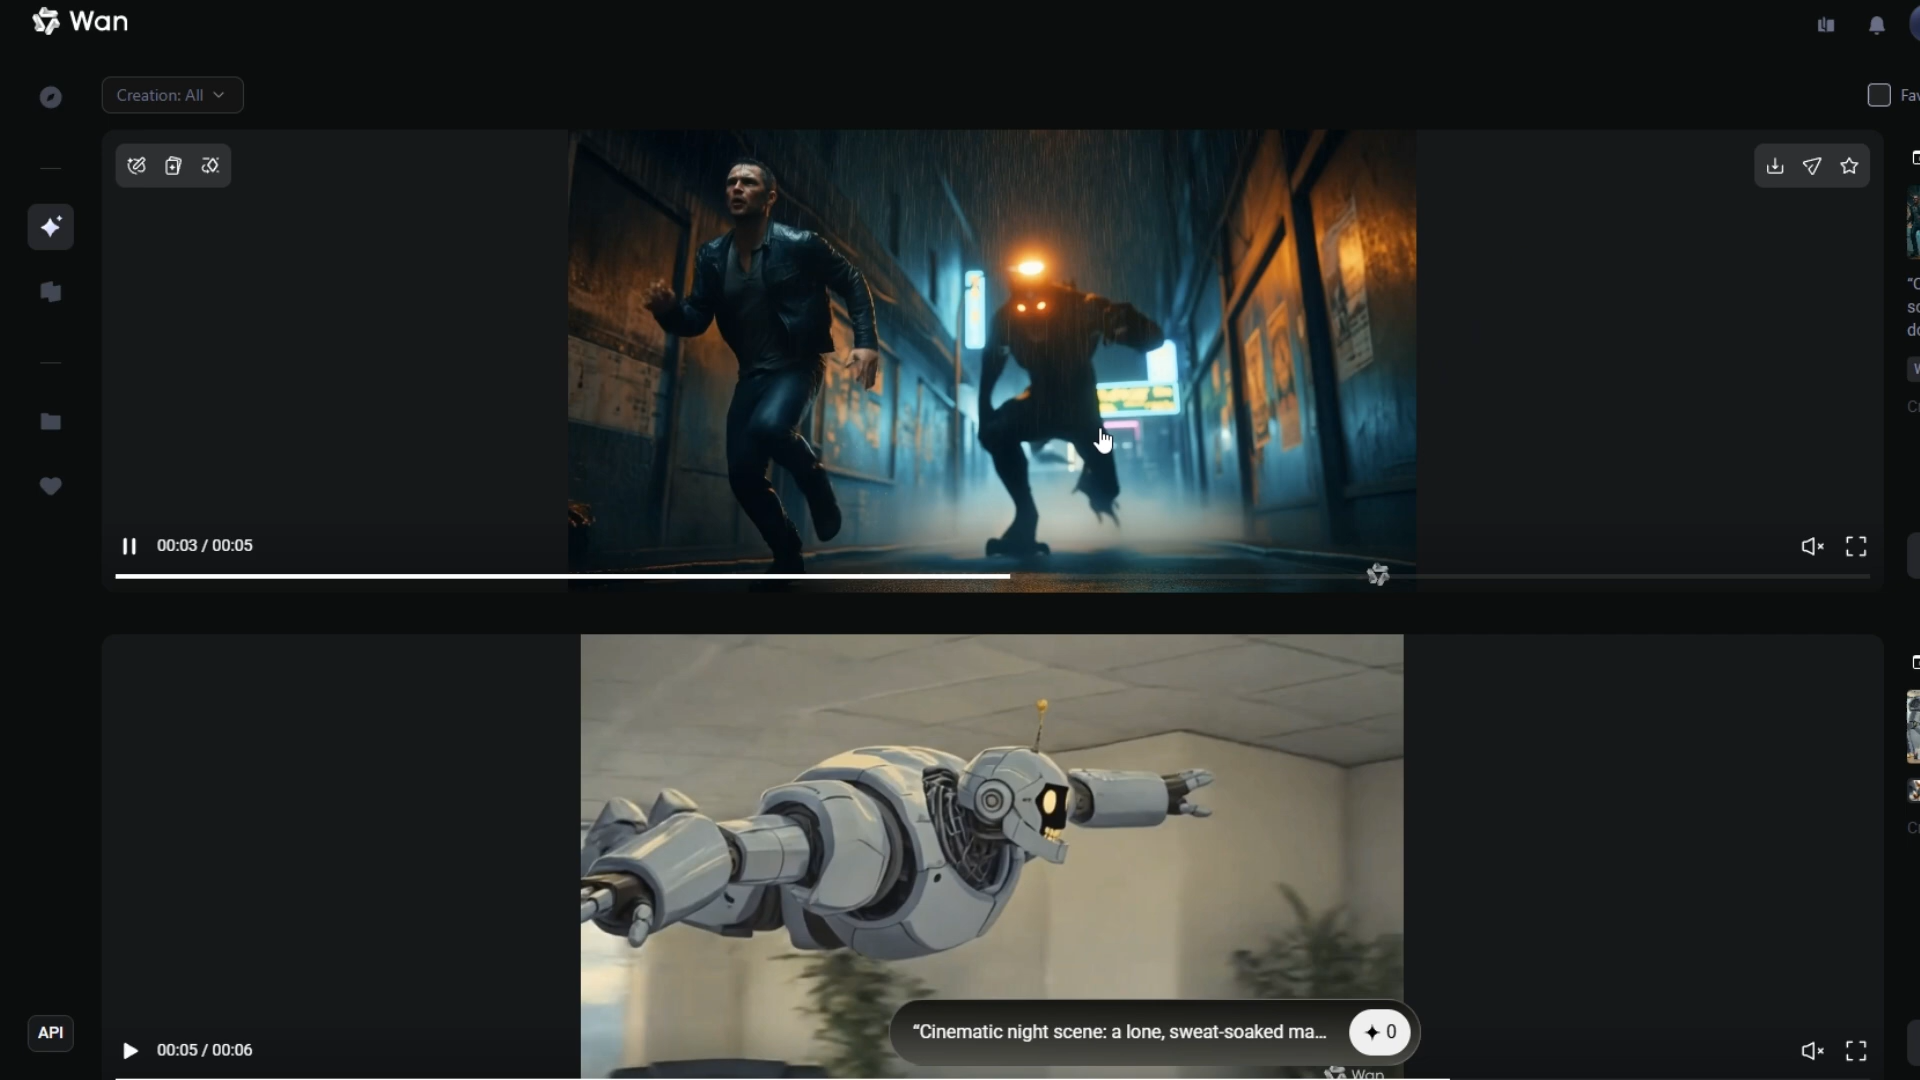 Wan
Creation: All
00:03 / 00:05
00:05 / 00:06
“Cinematic night scene: a lone, sweat-soaked ma...
0
API
Wan